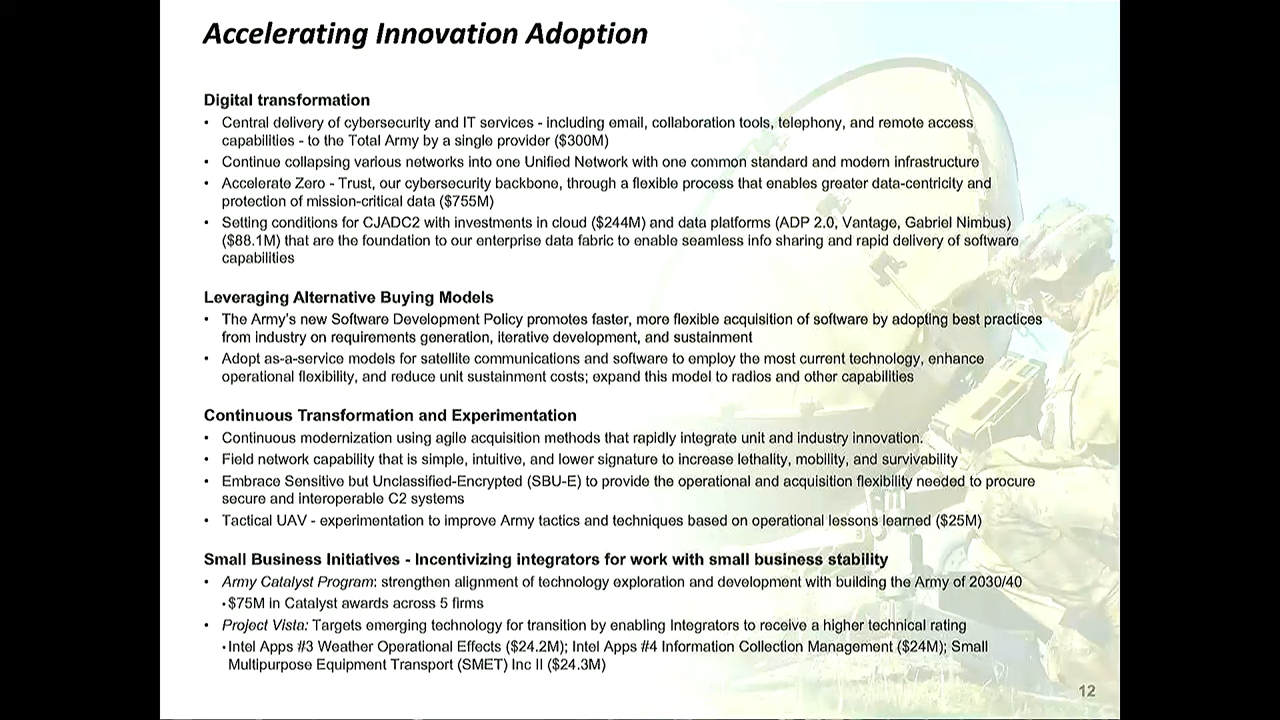 Accelerating Innovation Adoption
Digital transformation
• Central delivery of cybersecurity and IT services - including email, collaboration tools, telephony, and remote access
capabilities - to the Total Army by a single provider ($300M)
• Continue collapsing various networks into one Unified Network with one common standard and modern infrastructure
• Accelerate Zero - Trust, our cybersecurity backbone, through a flexible process that enables greater data-centricity and
protection of mission-critical data ($755M)
• Setting conditions for CJADC2 with investments in cloud ($244M) and data platforms (ADP 2.0, Vantage, Gabriel Nimbus)
($88.1M) that are the foundation to our enterprise data fabric to enable seamless info sharing and rapid delivery of software
capabilities
Leveraging Alternative Buying Models
• The Army's new Software Development Policy promotes faster, more flexible acquisition of software by adopting best practices
from industry on requirements generation, iterative development, and sustainment
• Adopt as-a-service models for satellite communications and software to employ the most current technology, enhance
operational flexibility, and reduce unit sustainment costs; expand this model to radios and other capabilities
Continuous Transformation and Experimentation
• Continuous modernization using agile acquisition methods that rapidly integrate unit and industry innovation.
• Field network capability that is simple, intuitive, and lower signature to increase lethality, mobility, and survivability
• Embrace Sensitive but Unclassified-Encrypted (SBU-E) to provide the operational and acquisition flexibility needed to procure
secure and interoperable C2 systems
• Tactical UAV - experimentation to improve Army tactics and techniques based on operational lessons learned ($25M)
Small Business Initiatives - Incentivizing integrators for work with small business stability
• Army Catalyst Program: strengthen alignment of technology exploration and development with building the Army of 2030/40
• $75M in Catalyst awards across 5 firms
• Project Vista: Targets emerging technology for transition by enabling Integrators to receive a higher technical rating
• Intel Apps #3 Weather Operational Effects ($24.2M); Intel Apps #4 Information Collection Management ($24M); Small
Multipurpose Equipment Transport (SMET) Inc II ($24.3M)
12